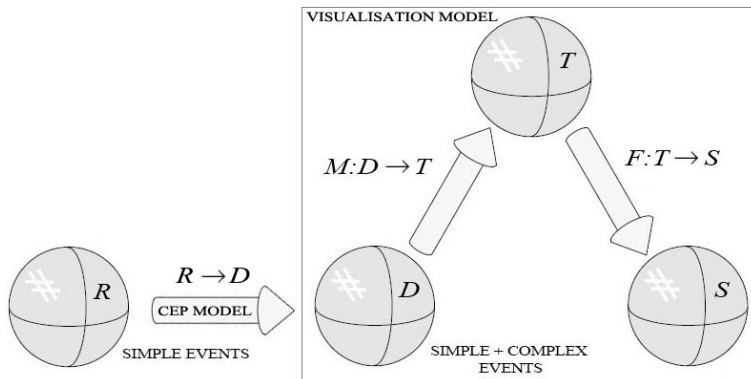 VISUALISATION MODEL
T
M:D → T
F:T → S
R → D
R
CEP MODEL
D
S
SIMPLE EVENTS
SIMPLE + COMPLEX
EVENTS